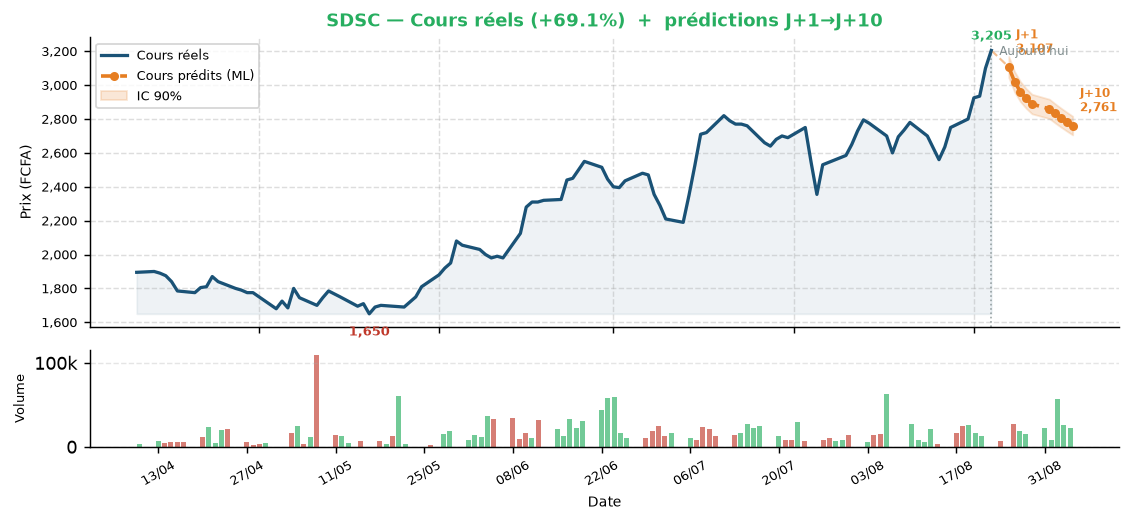 SDSC — Cours réels (+69.1%)  +  prédictions J+1→J+10
Cours réels
Cours prédits (ML)
IC 90%
3,205
J+1
3,107
Aujourd'hui
J+10
2,761
1,650
Prix (FCFA)
3,200
3,000
2,800
2,600
2,400
2,200
2,000
1,800
1,600
Volume
100k
0
13/04
27/04
11/05
25/05
08/06
22/06
06/07
20/07
03/08
17/08
31/08
Date